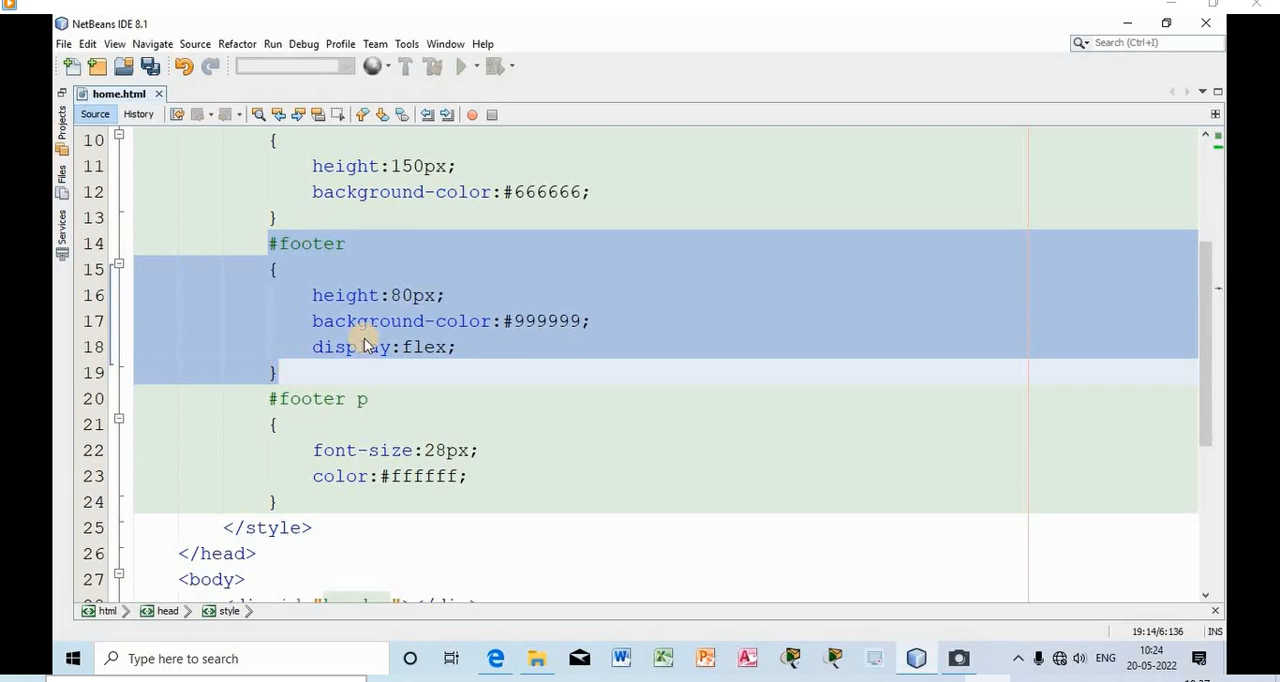 NetBeans IDE 8.1
File Edit View Navigate Source Refactor Run Debug Profile Team Tools Window Help
Search (Ctrl+I)
home.html
Source History
Projects
Files
Services
10 {
11 height:150px;
12 background-color:#666666;
13 }
14 #footer
15 {
16 height:80px;
17 background-color:#999999;
18 display:flex;
19 }
20 #footer p
21 {
22 font-size:28px;
23 color:#ffffff;
24 }
25 </style>
26 </head>
27 <body>
html head style
19:14/6:136 INS
Type here to search
ENG
10:24
20-05-2022